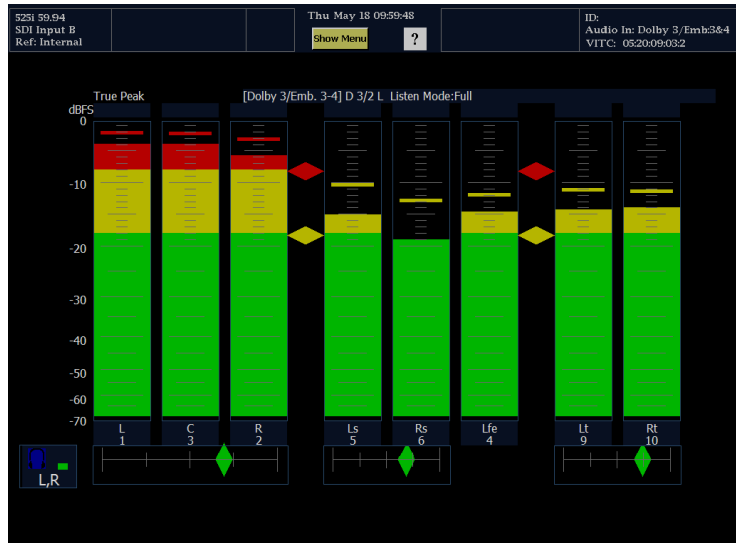 525i 59.94
SDI Input B
Ref: Internal
Thu May 18 09:59:48
Show Menu
?
ID:
Audio In: Dolby 3/Emb:3&4
VITC: 05:20:09:03:2
True Peak
[Dolby 3/Emb. 3-4] D 3/2 L Listen Mode:Full
dBFS
0
-10
-20
-30
-40
-50
-60
-70
L C R Ls Rs Lfe Lt Rt
1 3 2 5 6 4 9 10
L,R